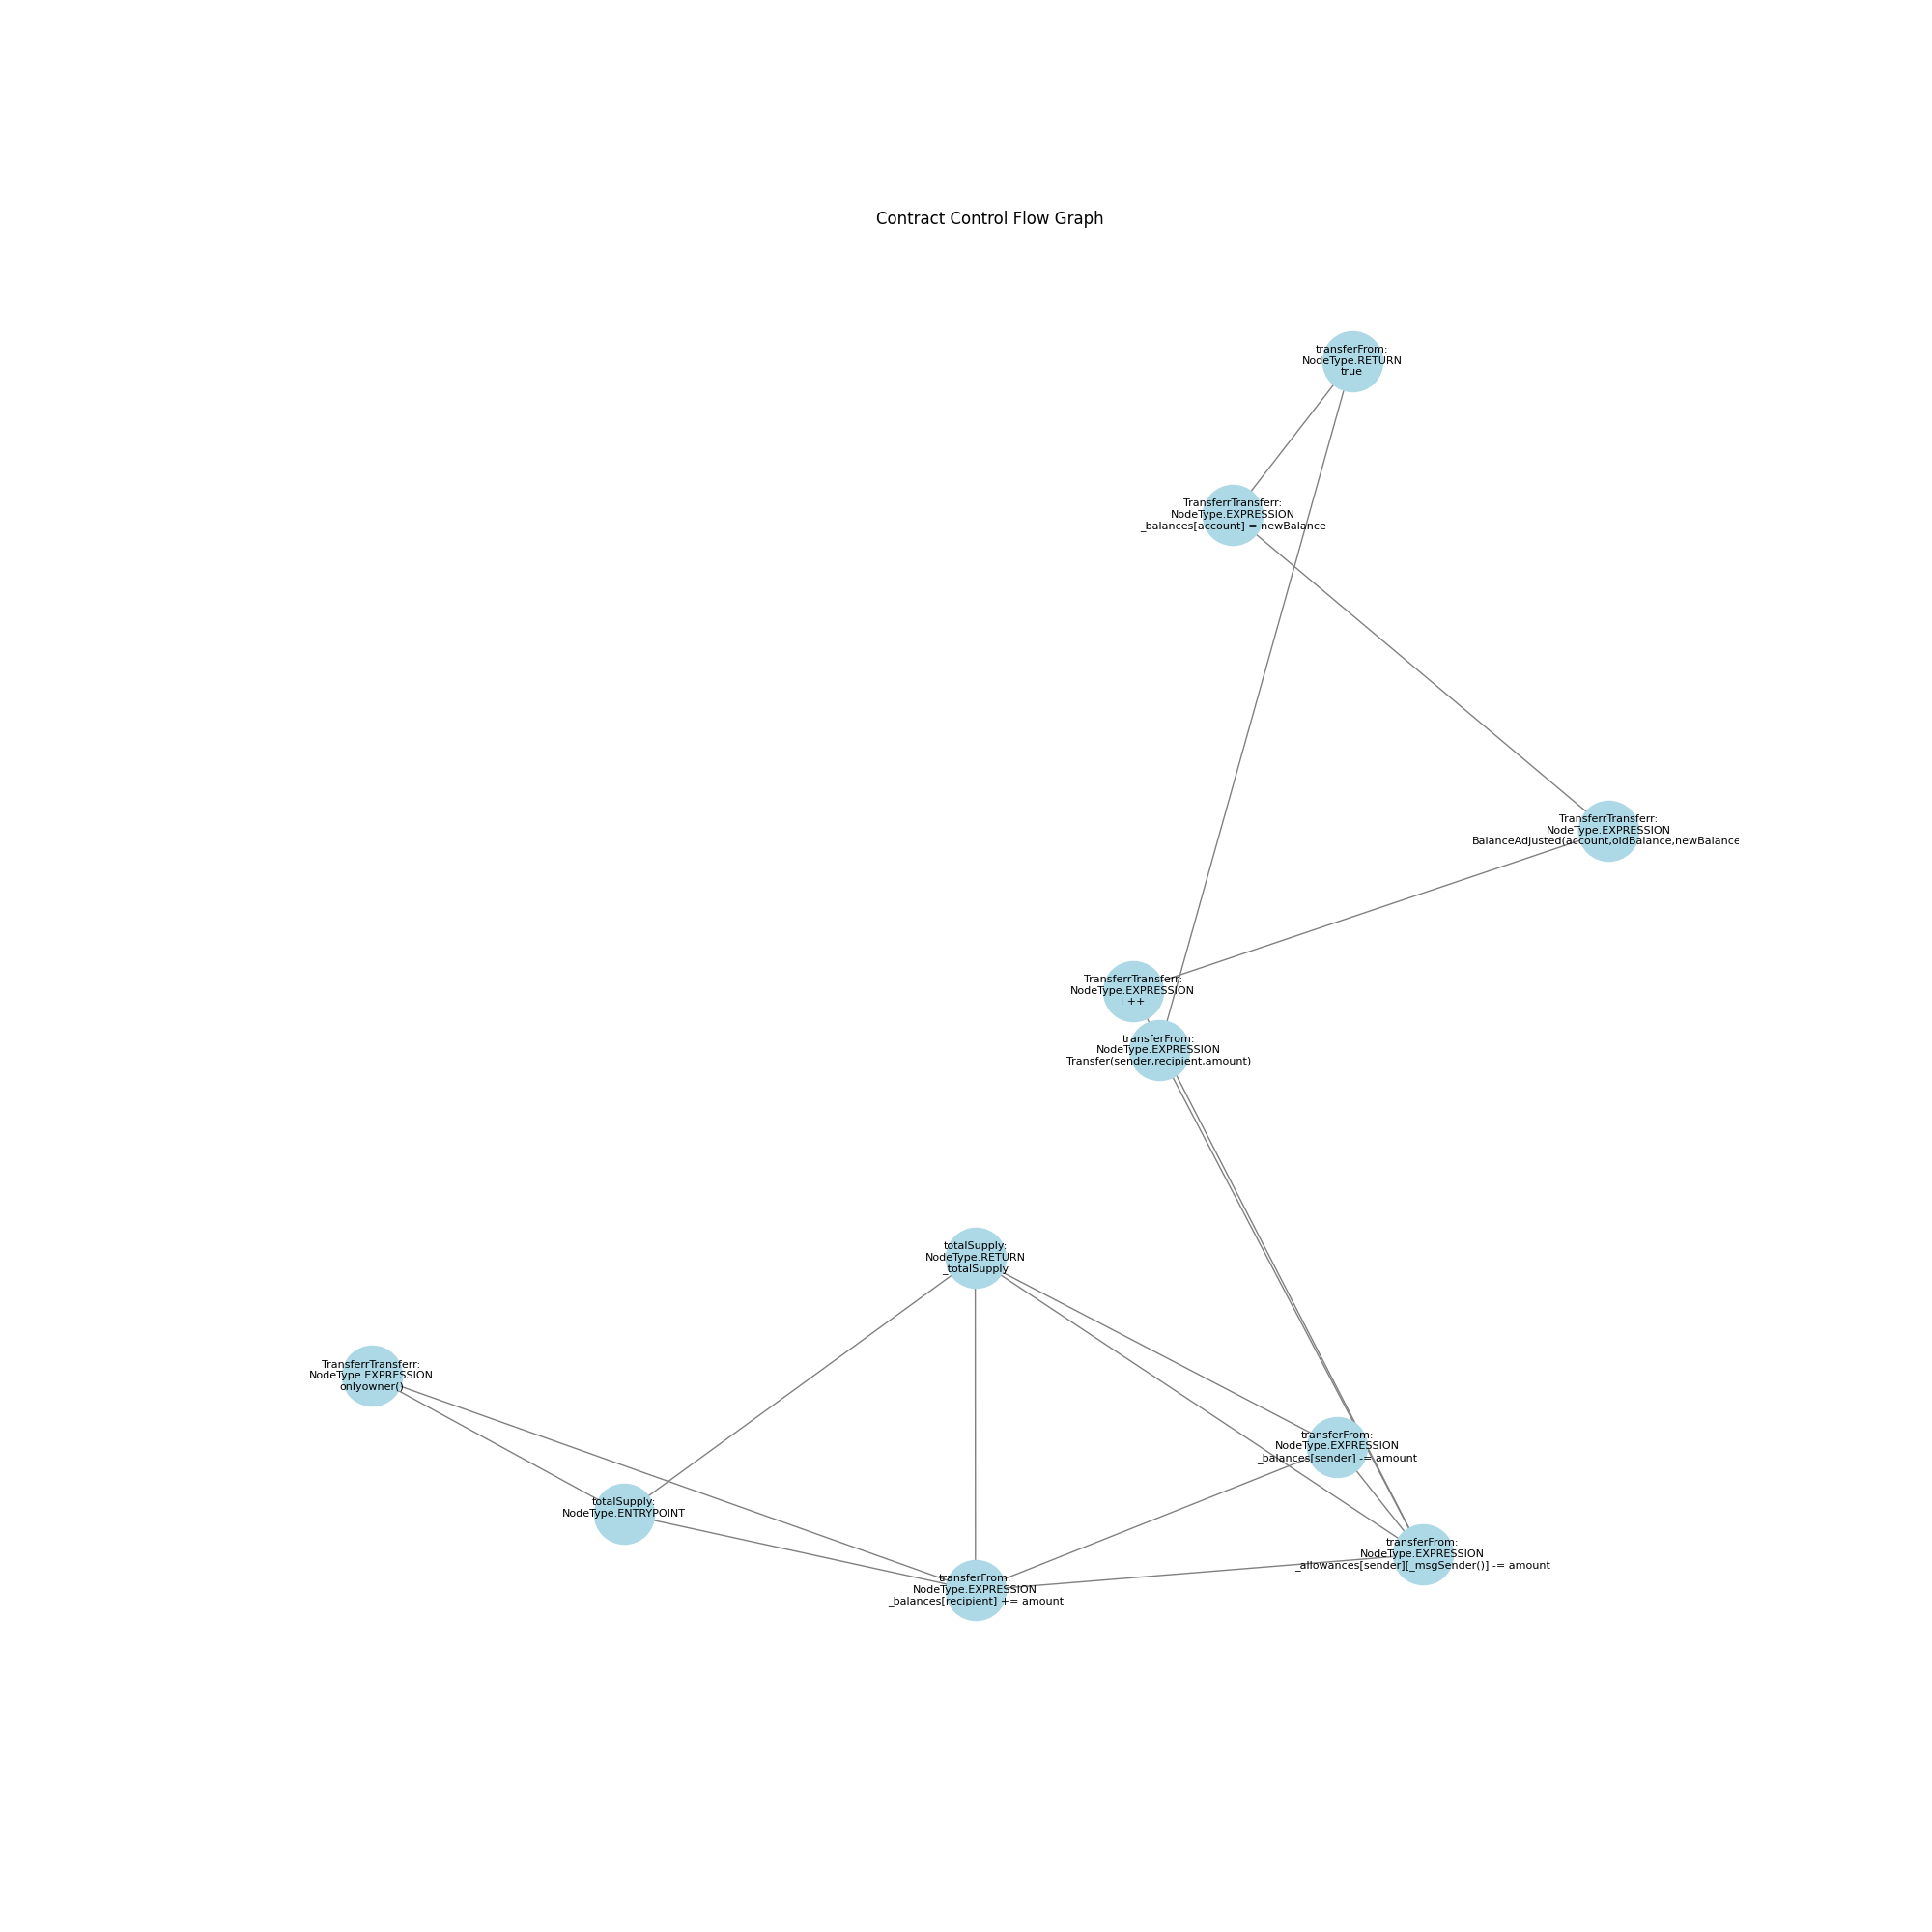 Contract Control Flow Graph
transferFrom:
NodeType.RETURN
true
TransferrTransferr:
NodeType.EXPRESSION
_balances[account] = newBalance
TransferrTransferr:
NodeType.EXPRESSION
BalanceAdjusted(account,oldBalance,newBalance
TransferrTransferr:
NodeType.EXPRESSION
i ++
transferFrom:
NodeType.EXPRESSION
Transfer(sender,recipient,amount)
totalSupply:
NodeType.RETURN
_totalSupply
TransferrTransferr:
NodeType.EXPRESSION
onlyowner()
transferFrom:
NodeType.EXPRESSION
_balances[sender] -= amount
totalSupply:
NodeType.ENTRYPOINT
transferFrom:
NodeType.EXPRESSION
_allowances[sender][_msgSender()] -= amount
transferFrom:
NodeType.EXPRESSION
_balances[recipient] += amount